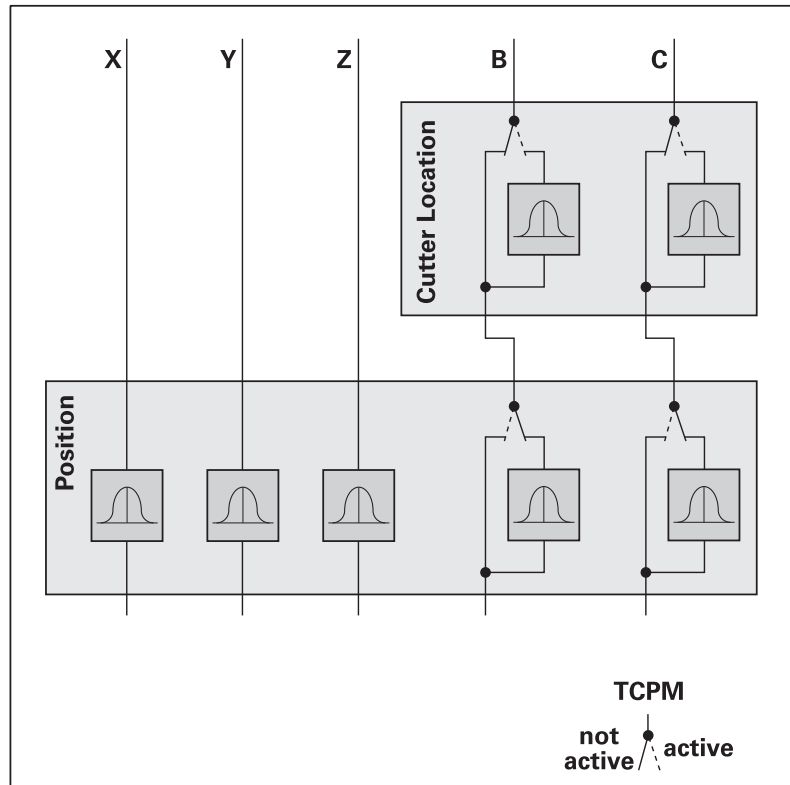 X Y Z B C
Cutter Location
Position
TCPM
not active
active